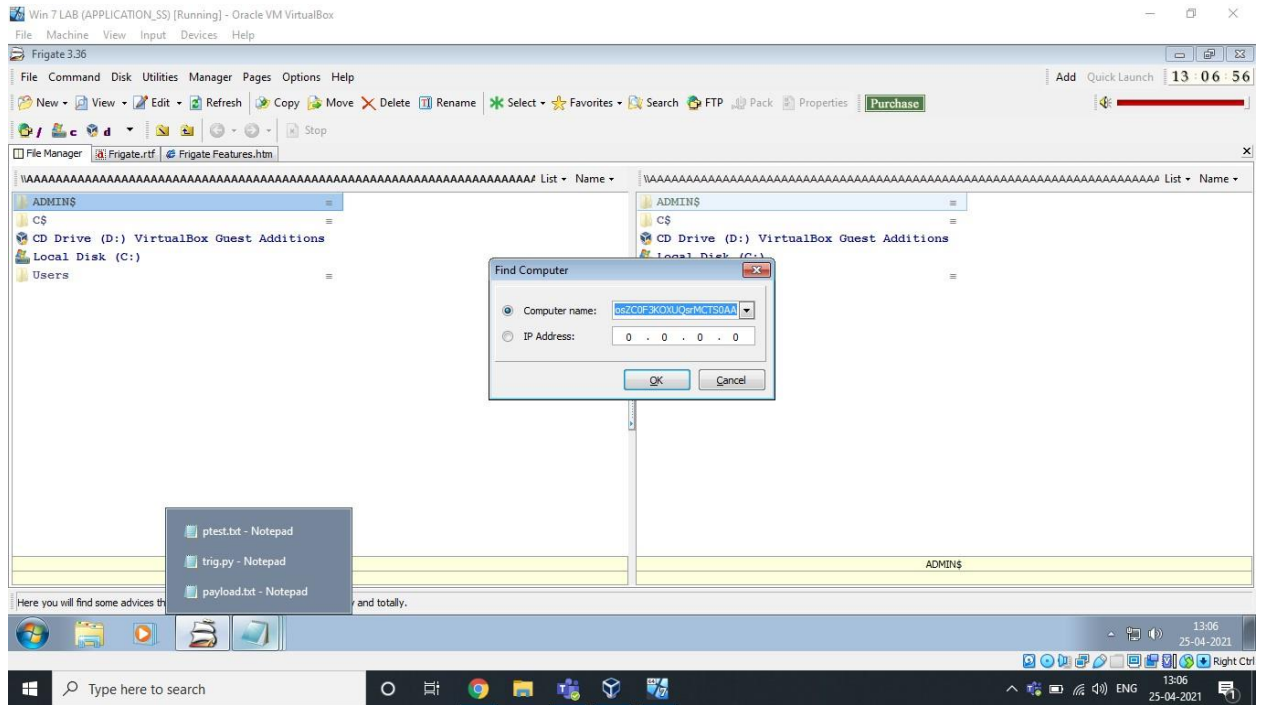 Win 7 LAB (APPLICATION_SS) [Running] - Oracle VM VirtualBox
File Machine View Input Devices Help
Frigate 3.36
File Command Disk Utilities Manager Pages Options Help Add Quick Launch 13:06:56
New View Edit Refresh Copy Move Delete Rename Select Favorites Search FTP Pack Properties Purchase
/ c d Stop
File Manager Frigate.rtf Frigate Features.htm
List Name List Name
ADMIN$ ADMIN$
C$ C$
CD Drive (D:) VirtualBox Guest Additions CD Drive (D:) VirtualBox Guest Additions
Local Disk (C:) Local Disk (C:)
Users
Find Computer
Computer name:
IP Address: 0 . 0 . 0 . 0
OK Cancel
ptest.txt - Notepad
trig.py - Notepad
payload.txt - Notepad
ADMIN$
Here you will find some advices th
and totally.
13:06
25-04-2021
Right Ctrl
Type here to search
ENG
13:06
25-04-2021